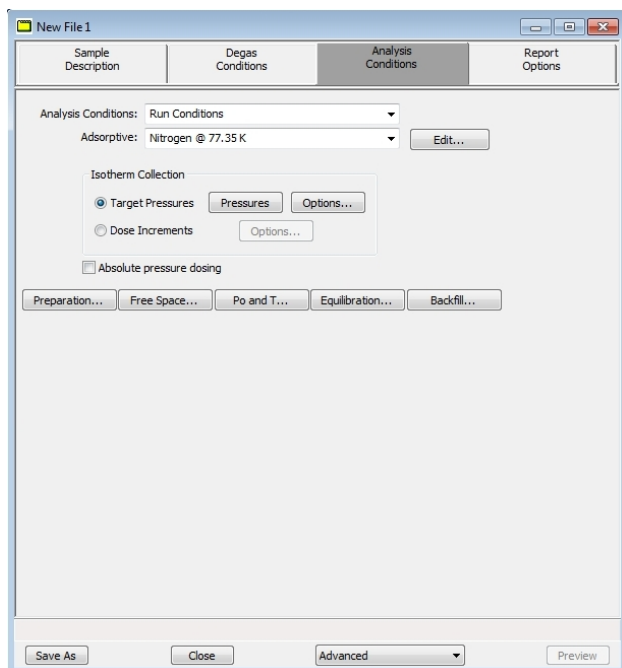 New File 1
Sample
Description
Degas
Conditions
Analysis
Conditions
Report
Options
Analysis Conditions: Run Conditions
Adsorptive: Nitrogen @ 77.35 K Edit...
Isotherm Collection
Target Pressures Pressures Options...
Dose Increments Options...
Absolute pressure dosing
Preparation... Free Space... Po and T... Equilibration... Backfill...
Save As Close Advanced Preview